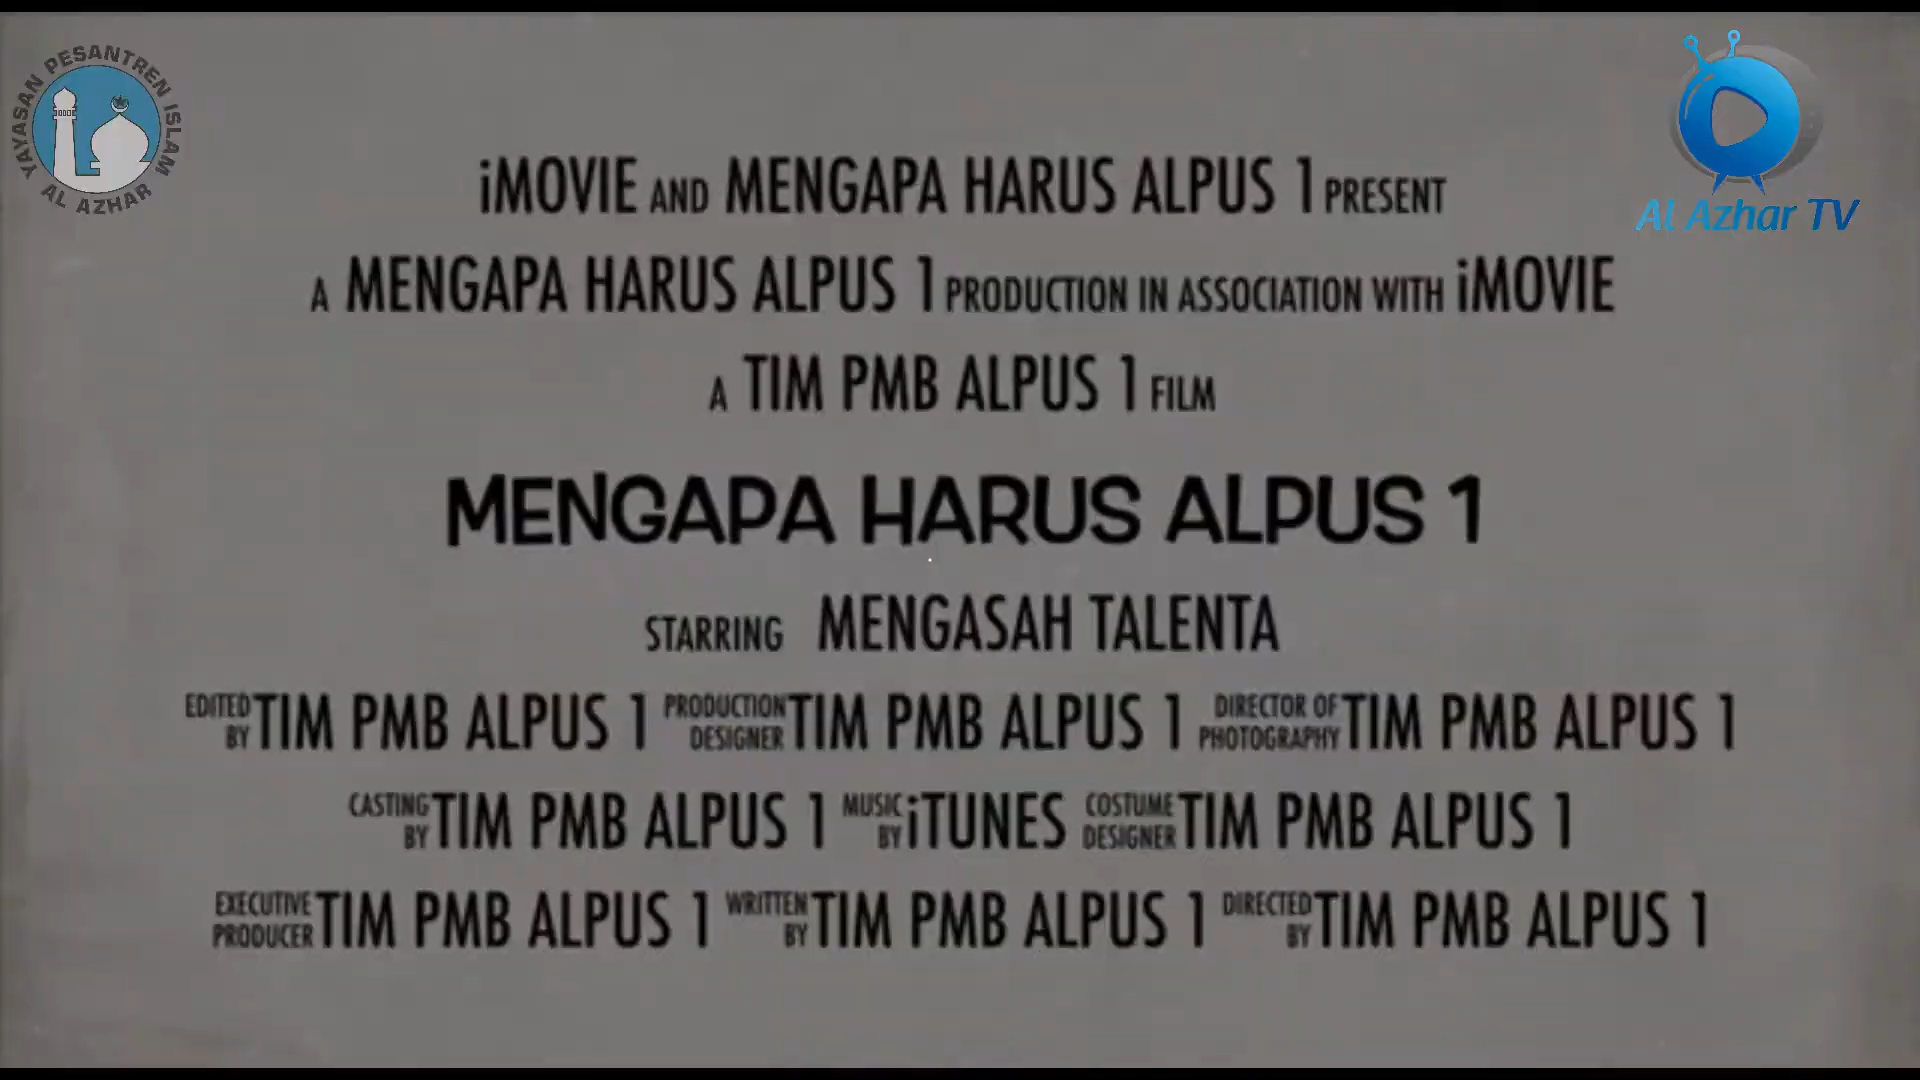 YAYASAN PESANTREN ISLAM
AL AZHAR
Al Azhar TV
iMOVIE AND MENGAPA HARUS ALPUS 1 PRESENT
A MENGAPA HARUS ALPUS 1 PRODUCTION IN ASSOCIATION WITH iMOVIE
A TIM PMB ALPUS 1 FILM
MENGAPA HARUS ALPUS 1
STARRING MENGASAH TALENTA
EDITED BY TIM PMB ALPUS 1 PRODUCTION DESIGNER TIM PMB ALPUS 1 DIRECTOR OF PHOTOGRAPHY TIM PMB ALPUS 1
CASTING BY TIM PMB ALPUS 1 MUSIC BY iTUNES COSTUME DESIGNER TIM PMB ALPUS 1
EXECUTIVE PRODUCER TIM PMB ALPUS 1 WRITTEN BY TIM PMB ALPUS 1 DIRECTED BY TIM PMB ALPUS 1